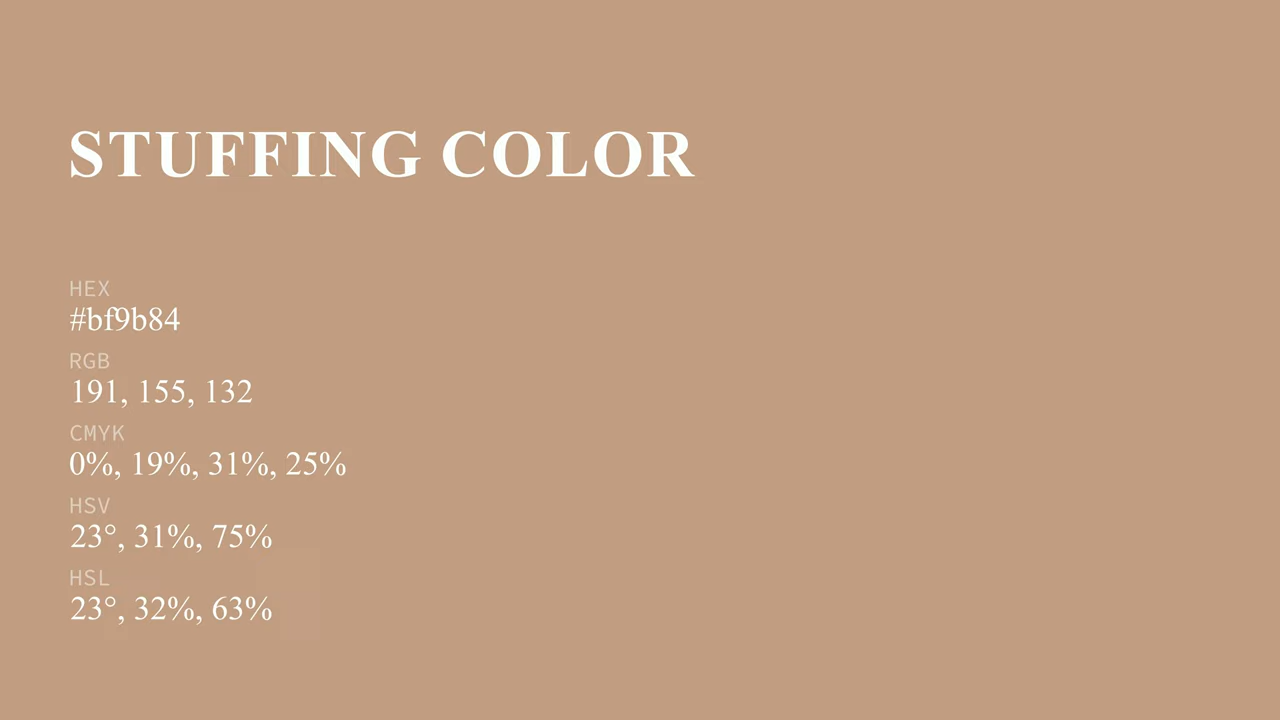 STUFFING COLOR
HEX
#bf9b84
RGB
191, 155, 132
CMYK
0%, 19%, 31%, 25%
HSV
23°, 31%, 75%
HSL
23°, 32%, 63%